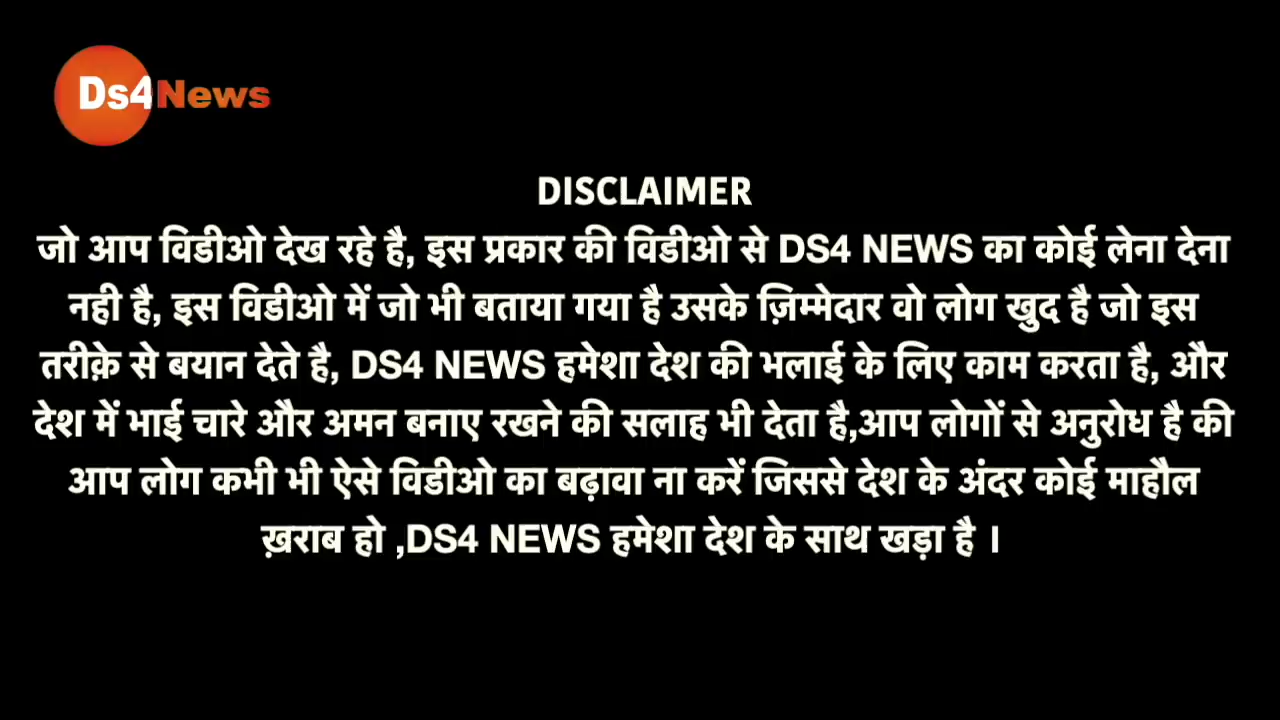 Ds4News
DISCLAIMER
जो आप विडीओ देख रहे है, इस प्रकार की विडीओ से DS4 NEWS का कोई लेना देना
नही है, इस विडीओ में जो भी बताया गया है उसके ज़िम्मेदार वो लोग खुद है जो इस
तरीक़े से बयान देते है, DS4 NEWS हमेशा देश की भलाई के लिए काम करता है, और
देश में भाई चारे और अमन बनाए रखने की सलाह भी देता है,आप लोगों से अनुरोध है की
आप लोग कभी भी ऐसे विडीओ का बढ़ावा ना करें जिससे देश के अंदर कोई माहौल
ख़राब हो ,DS4 NEWS हमेशा देश के साथ खड़ा है ।